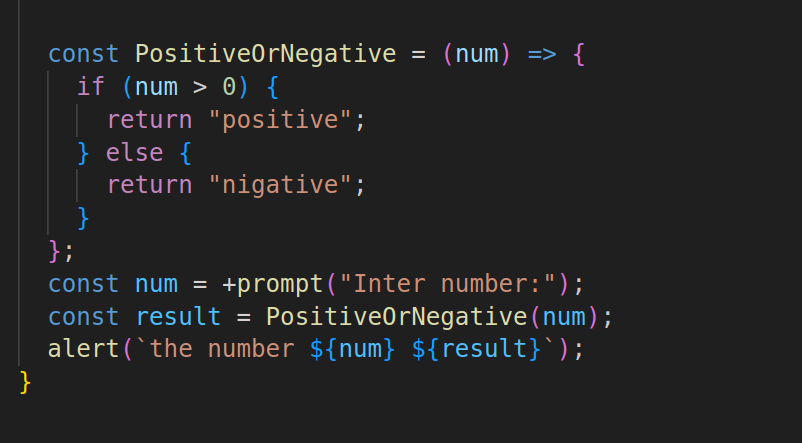 const PositiveOrNegative = (num) => {
if (num > 0) {
return "positive";
} else {
return "nigative";
}
};
const num = +prompt("Inter number:");
const result = PositiveOrNegative(num);
alert(`the number ${num} ${result}`);
}